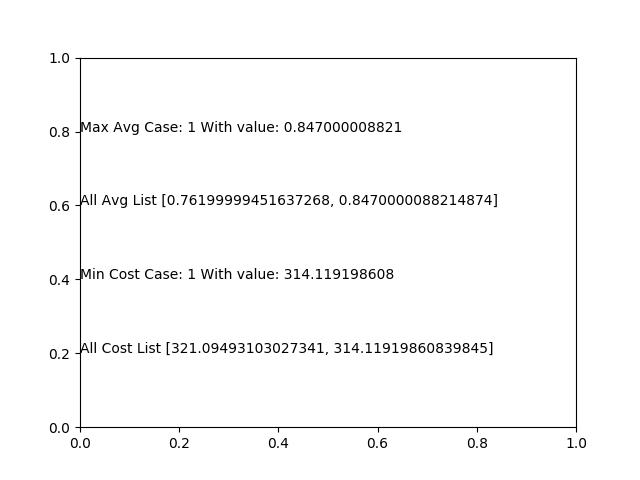 1.0
Max Avg Case: 1 With value: 0.847000008821
0.8
All Avg List [0.76199999451637268, 0.8470000088214874]
0.6
Min Cost Case: 1 With value: 314.119198608
0.4
All Cost List [321.09493103027341, 314.11919860839845]
0.2
0.0
0.0 0.2 0.4 0.6 0.8 1.0